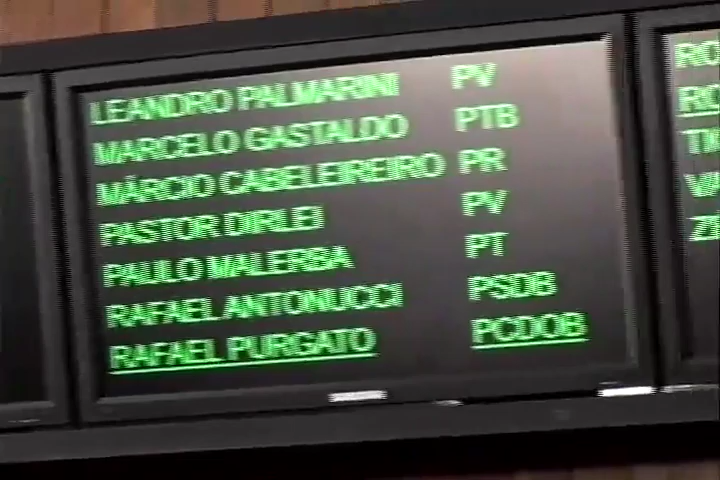 LEANDRO PALMARINI PV
MARCELO GASTALDO PTB
MÁRCIO CABELEIREIRO PR
PASTOR DIRLEI PV
PAULO MALERBA PT
RAFAEL ANTONUCCI PSDB
RAFAEL PURGATO PCDOB